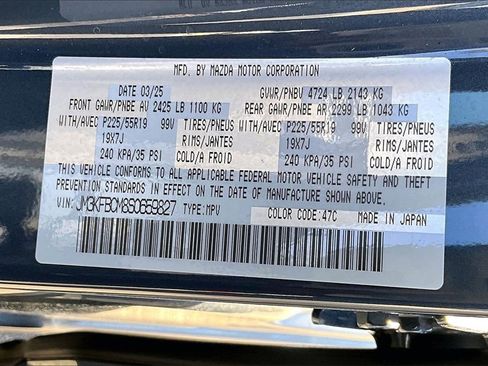 MFD. BY MAZDA MOTOR CORPORATION
DATE 03/25 GVWR/PNBV 4724 LB 2143 KG
FRONT GAWR/PNBE AV 2425 LB 1100 KG REAR GAWR/PNBE AR 2299 LB 1043 KG
WITH/AVEC P225/55R19 99V TIRES/PNEUS WITH/AVEC P225/55R19 99V TIRES/PNEUS
19X7J RIMS/JANTES 19X7J RIMS/JANTES
240 KPA/35 PSI COLD/A FROID 240 KPA/35 PSI COLD/A FROID
THIS VEHICLE CONFORMS TO ALL APPLICABLE FEDERAL MOTOR VEHICLE SAFETY AND THEFT
PREVENTION STANDARDS IN EFFECT ON THE DATE OF MANUFACTURE SHOWN ABOVE.
VIN: JM3KFBCM8S0659827 TYPE:MPV COLOR CODE:47C MADE IN JAPAN